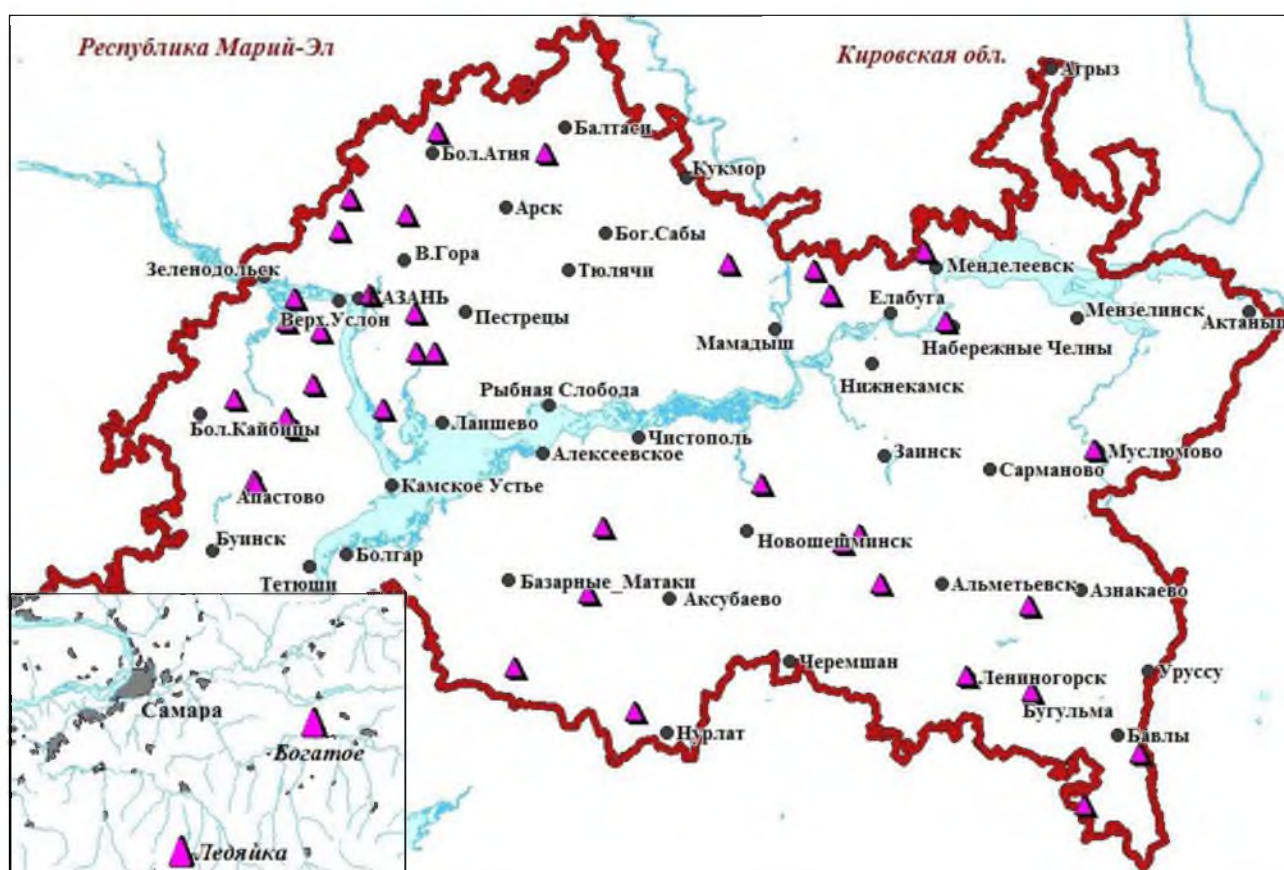 Республика Марий-Эл
Кировская обл.
Агрыз
Балтаси
Бол.Атня
Кукмор
Арск
Бог.Сабы
В.Гора
Зеленодольск
Тюлячи
Менделеевск
КАЗАНЬ
Верх.Услон
Пестрецы
Елабуга
Мензелинск
Актаныш
Мамадыш
Набережные Челны
Нижнекамск
Рыбная Слобода
Бол.Кайбицы
Лаишево
Чистополь
Алексеевское
Заинск
Муслюмово
Сарманово
Апастово
Камское Устье
Буинск
Болгар
Новошешминск
Тетюши
Базарные_Матаки
Аксубаево
Альметьевск
Азнакаево
Черемшан
Лениногорск
Уруссу
Бугульма
Нурлат
Бавлы
Самара
Богатое
Ледяйка